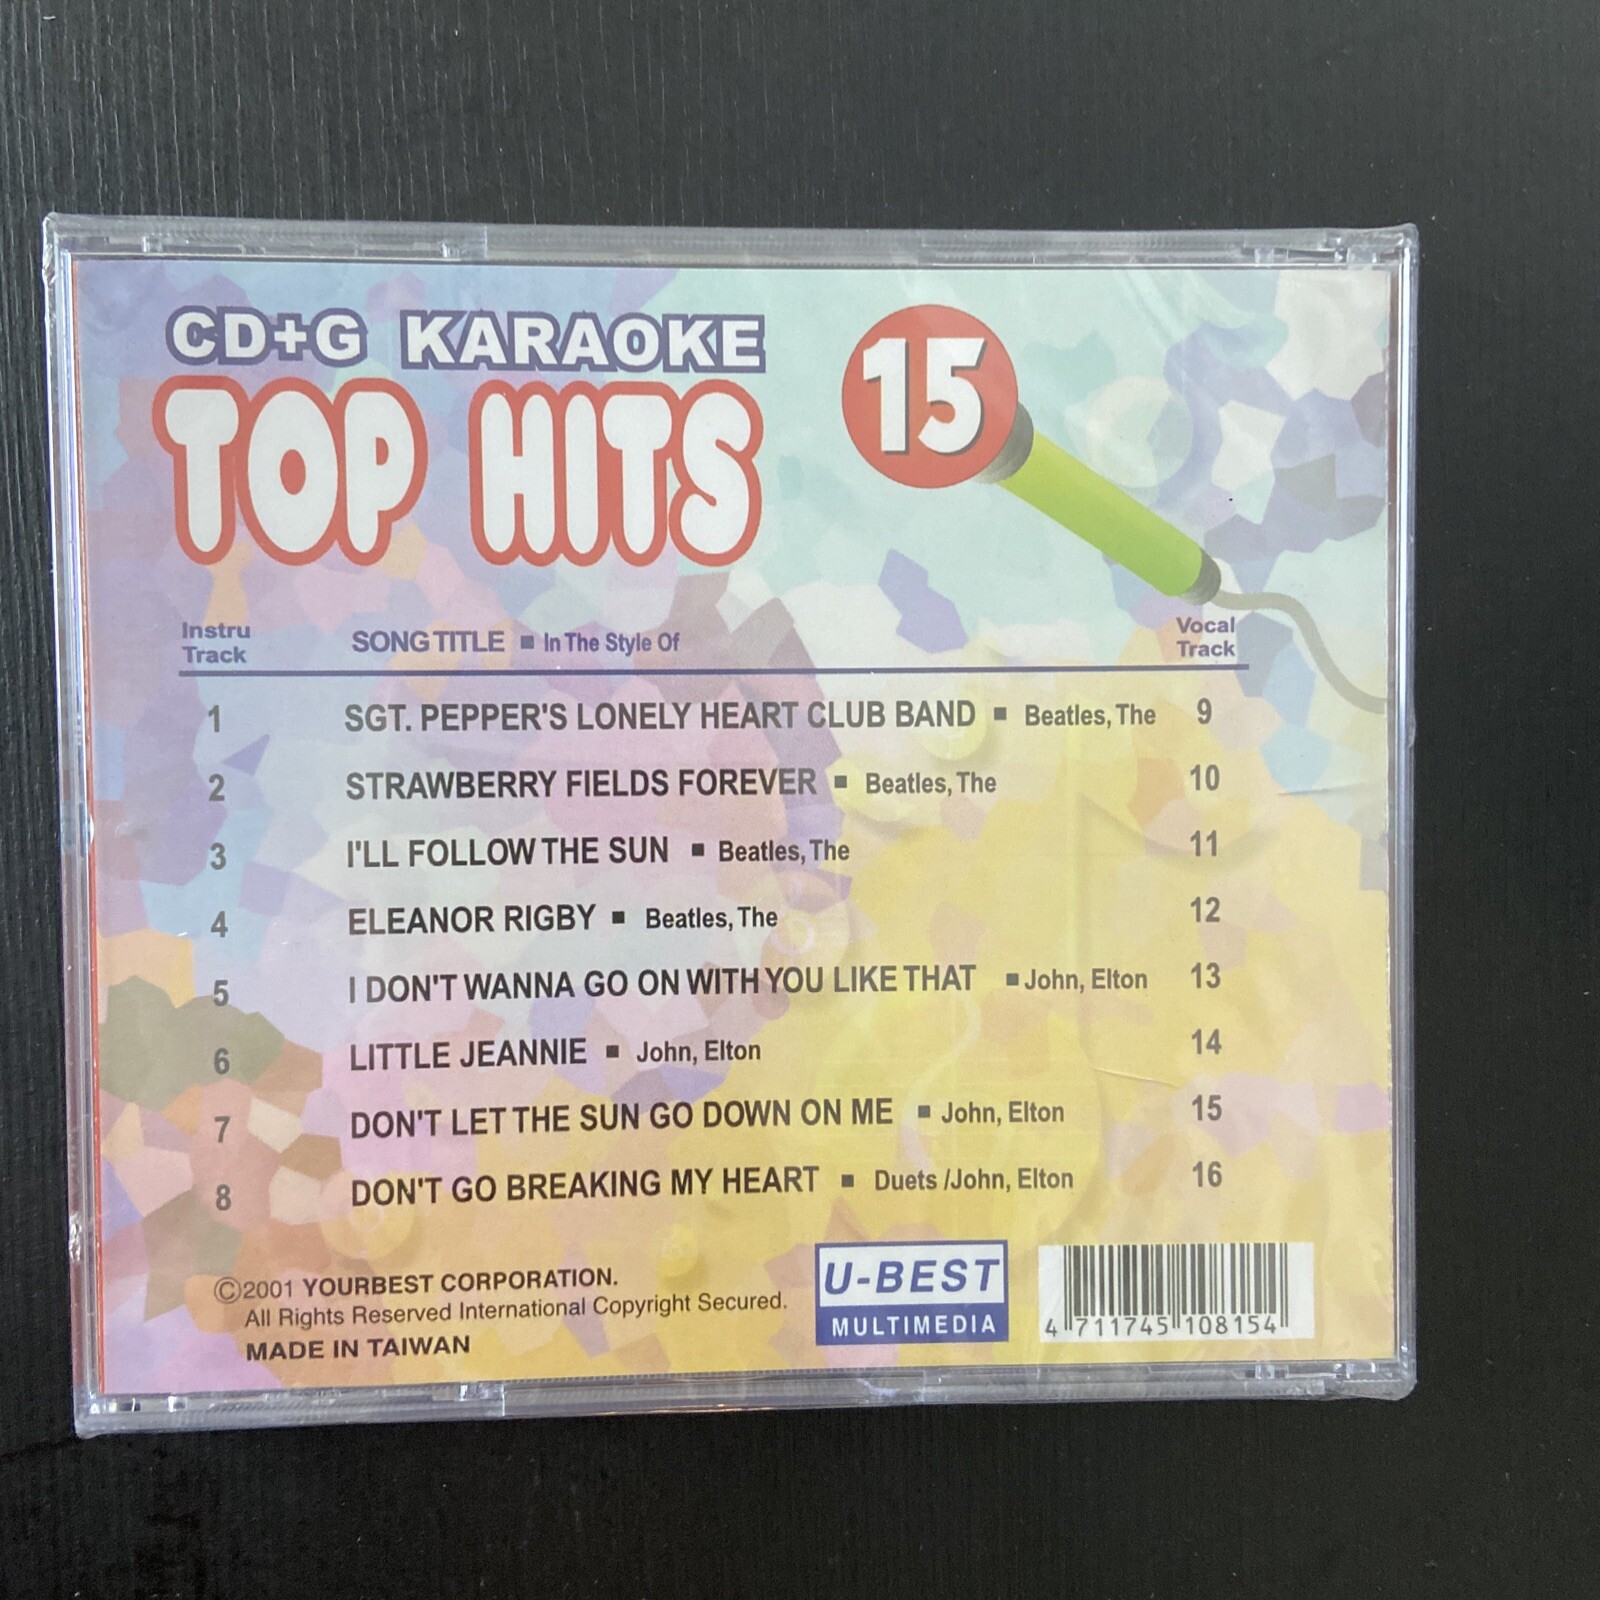 CD+G KARAOKE
TOP HITS
15
Instru Track SONG TITLE ■ In The Style Of Vocal Track
1 SGT. PEPPER'S LONELY HEART CLUB BAND ■ Beatles, The 9
2 STRAWBERRY FIELDS FOREVER ■ Beatles, The 10
3 I'LL FOLLOW THE SUN ■ Beatles, The 11
4 ELEANOR RIGBY ■ Beatles, The 12
5 I DON'T WANNA GO ON WITH YOU LIKE THAT ■ John, Elton 13
6 LITTLE JEANNIE ■ John, Elton 14
7 DON'T LET THE SUN GO DOWN ON ME ■ John, Elton 15
8 DON'T GO BREAKING MY HEART ■ Duets /John, Elton 16
©2001 YOURBEST CORPORATION.
All Rights Reserved International Copyright Secured.
MADE IN TAIWAN
U-BEST
MULTIMEDIA
4 711745 108154